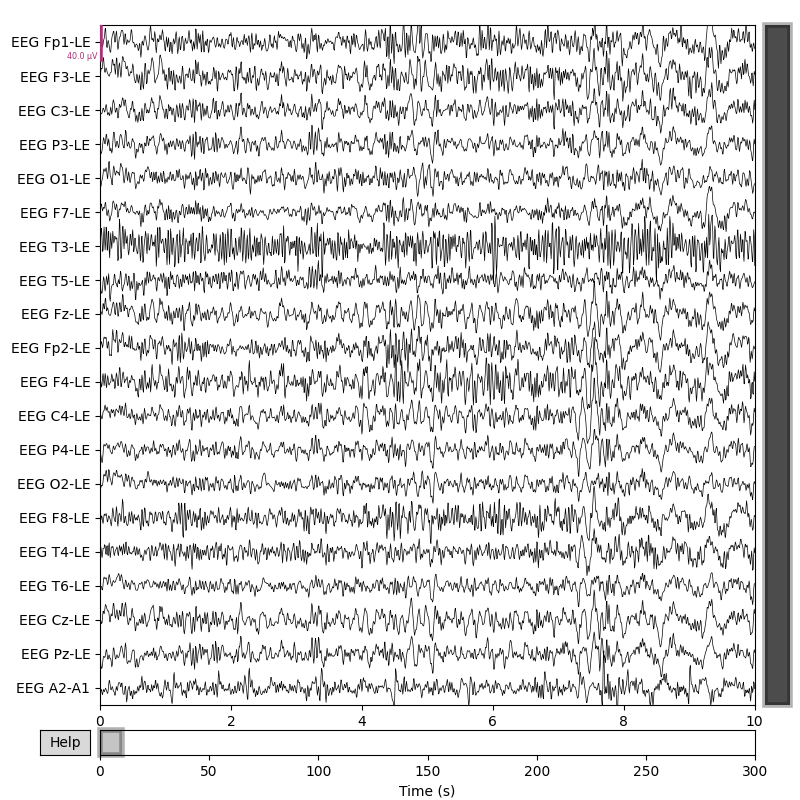 EEG Fp1-LE
40.0 µV
EEG F3-LE
EEG C3-LE
EEG P3-LE
EEG O1-LE
EEG F7-LE
EEG T3-LE
EEG T5-LE
EEG Fz-LE
EEG Fp2-LE
EEG F4-LE
EEG C4-LE
EEG P4-LE
EEG O2-LE
EEG F8-LE
EEG T4-LE
EEG T6-LE
EEG Cz-LE
EEG Pz-LE
EEG A2-A1
0 2 4 6 8 10
Help
0 50 100 150 200 250 300
Time (s)